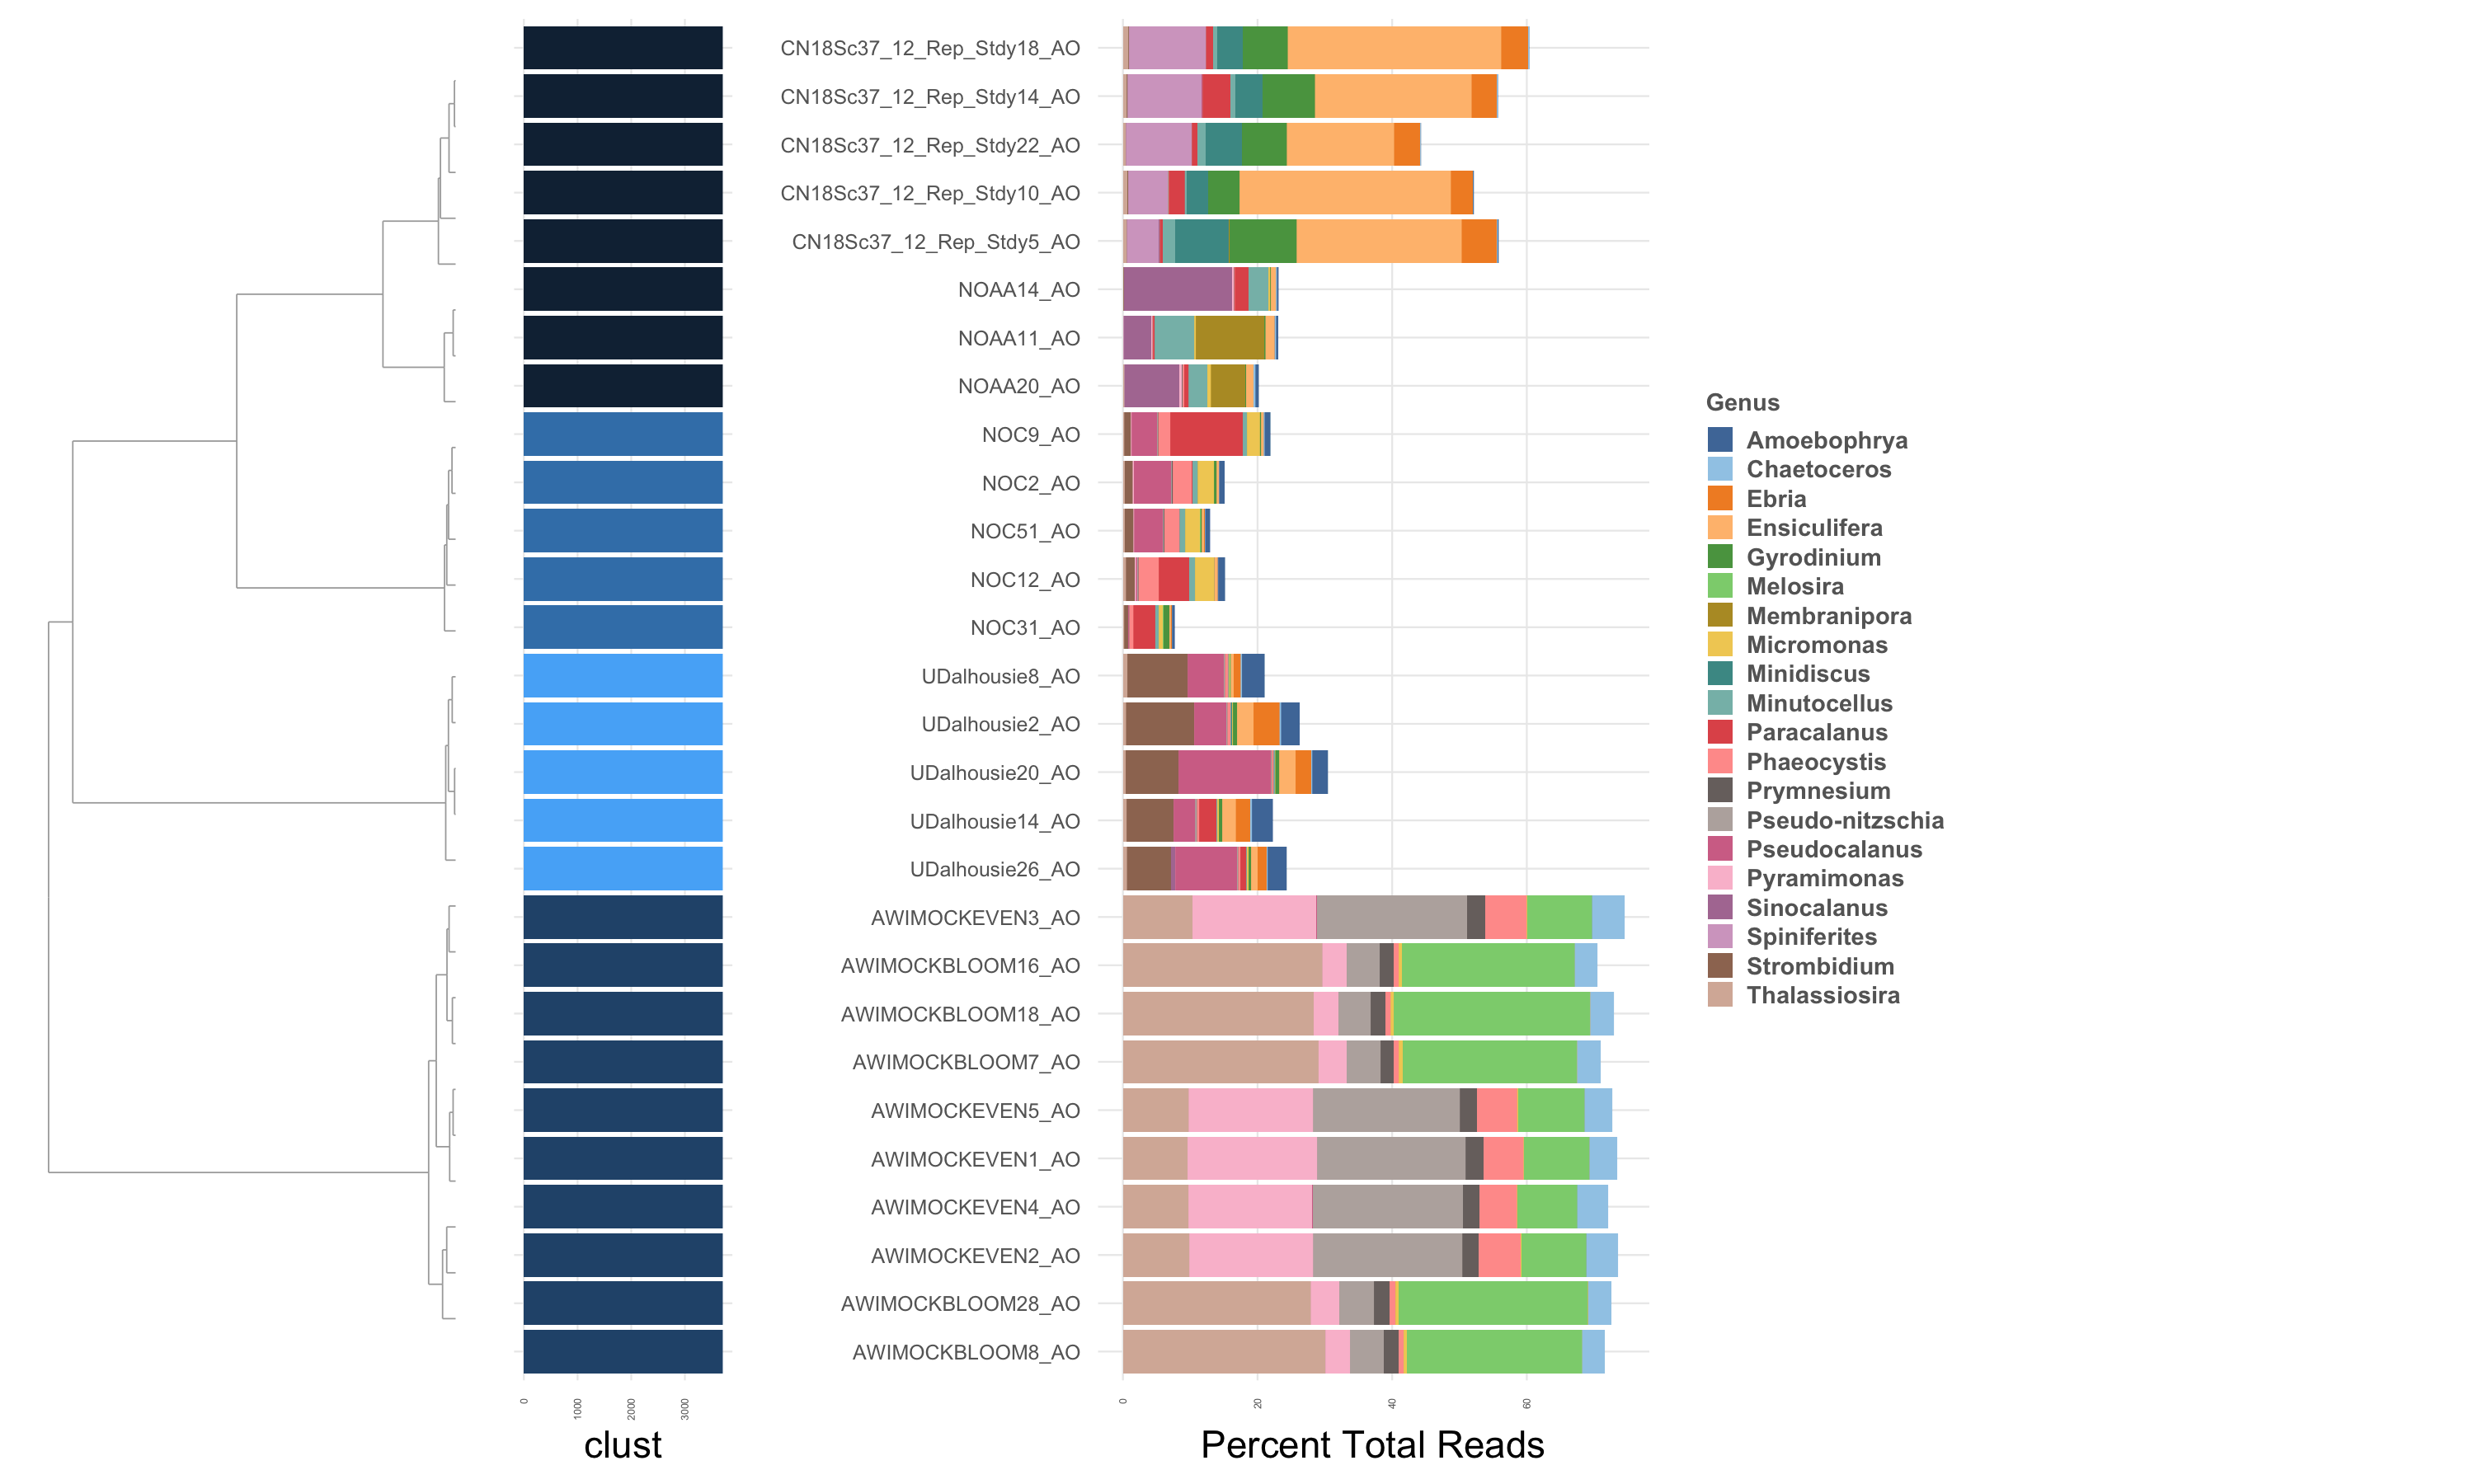 CN18Sc37_12_Rep_Stdy18_AO
CN18Sc37_12_Rep_Stdy14_AO
CN18Sc37_12_Rep_Stdy22_AO
CN18Sc37_12_Rep_Stdy10_AO
CN18Sc37_12_Rep_Stdy5_AO
NOAA14_AO
NOAA11_AO
NOAA20_AO
NOC9_AO
NOC2_AO
NOC51_AO
NOC12_AO
NOC31_AO
UDalhousie8_AO
UDalhousie2_AO
UDalhousie20_AO
UDalhousie14_AO
UDalhousie26_AO
AWIMOCKEVEN3_AO
AWIMOCKBLOOM16_AO
AWIMOCKBLOOM18_AO
AWIMOCKBLOOM7_AO
AWIMOCKEVEN5_AO
AWIMOCKEVEN1_AO
AWIMOCKEVEN4_AO
AWIMOCKEVEN2_AO
AWIMOCKBLOOM28_AO
AWIMOCKBLOOM8_AO
0 1000 2000 3000
clust
0 20 40 60
Percent Total Reads
Genus
Amoebophrya
Chaetoceros
Ebria
Ensiculifera
Gyrodinium
Melosira
Membranipora
Micromonas
Minidiscus
Minutocellus
Paracalanus
Phaeocystis
Prymnesium
Pseudo-nitzschia
Pseudocalanus
Pyramimonas
Sinocalanus
Spiniferites
Strombidium
Thalassiosira